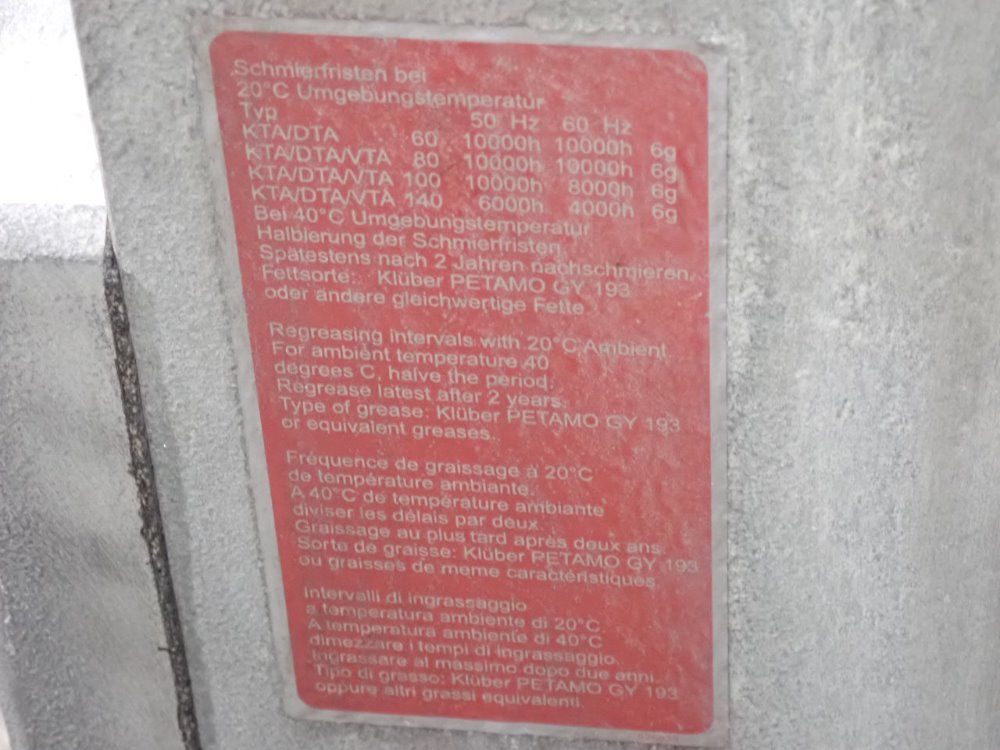 Schmierfristen bei
20°C Umgebungstemperatur
Typ 50 Hz 60 Hz
KTA/DTA 60 10000h 10000h 6g
KTA/DTA/VTA 80 10000h 10000h 6g
KTA/DTA/VTA 100 10000h 8000h 6g
KTA/DTA/VTA 140 6000h 4000h 6g
Bei 40°C Umgebungstemperatur
Halbierung der Schmierfristen.
Spätestens nach 2 Jahren nachschmieren.
Fettsorte: Klüber PETAMO GY 193
oder andere gleichwertige Fette.
Regreasing intervals with 20°C Ambient.
For ambient temperature 40
degrees C, halve the period.
Regrease latest after 2 years.
Type of grease: Klüber PETAMO GY 193
or equivalent greases.
Fréquence de graissage à 20°C
de température ambiante.
A 40°C de température ambiante
diviser les délais par deux.
Graissage au plus tard après deux ans.
Sorte de graisse: Klüber PETAMO GY 193
ou graisses de meme caractéristiques.
Intervalli di ingrassaggio
a temperatura ambiente di 20°C
A temperatura ambiente di 40°C
dimezzare i tempi di ingrassaggio.
Ingrassare al massimo dopo due anni.
Tipo di grasso: Klüber PETAMO GY 193
oppure altri grassi equivalenti.